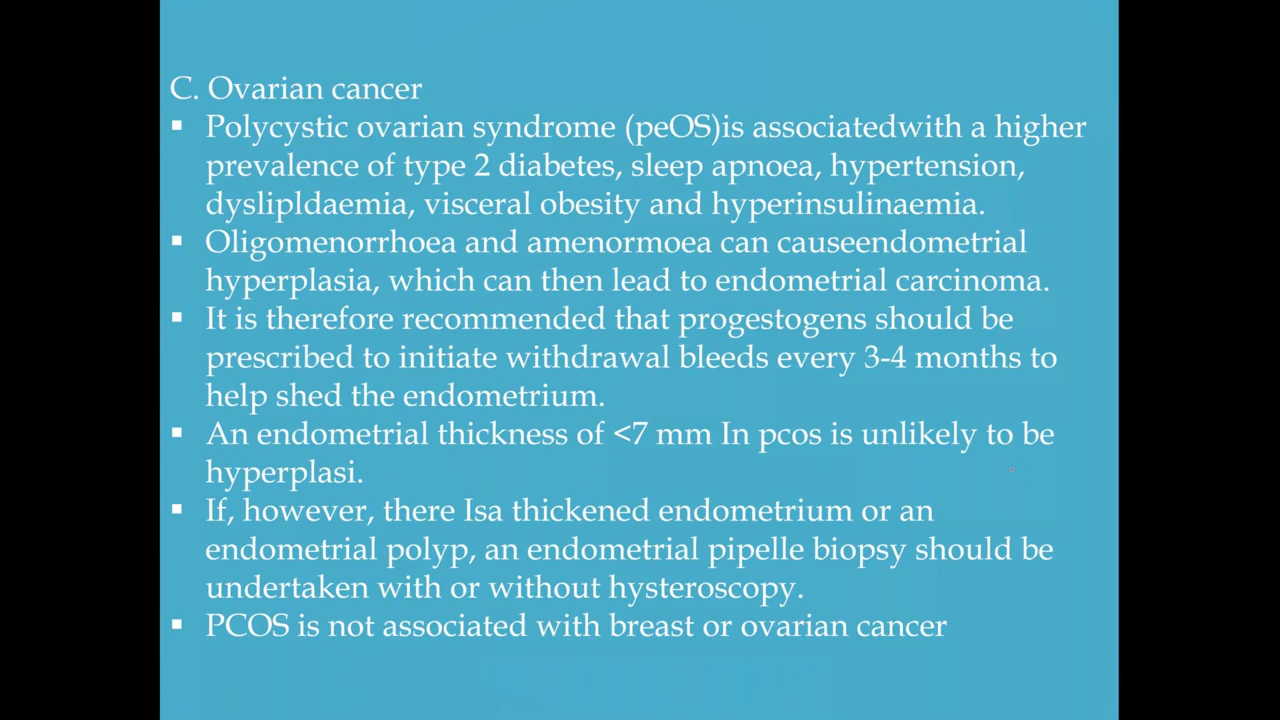 C. Ovarian cancer
▪ Polycystic ovarian syndrome (peOS)is associatedwith a higher
prevalence of type 2 diabetes, sleep apnoea, hypertension,
dyslipldaemia, visceral obesity and hyperinsulinaemia.
▪ Oligomenorrhoea and amenormoea can causeendometrial
hyperplasia, which can then lead to endometrial carcinoma.
▪ It is therefore recommended that progestogens should be
prescribed to initiate withdrawal bleeds every 3-4 months to
help shed the endometrium.
▪ An endometrial thickness of <7 mm In pcos is unlikely to be
hyperplasi.
▪ If, however, there Isa thickened endometrium or an
endometrial polyp, an endometrial pipelle biopsy should be
undertaken with or without hysteroscopy.
▪ PCOS is not associated with breast or ovarian cancer